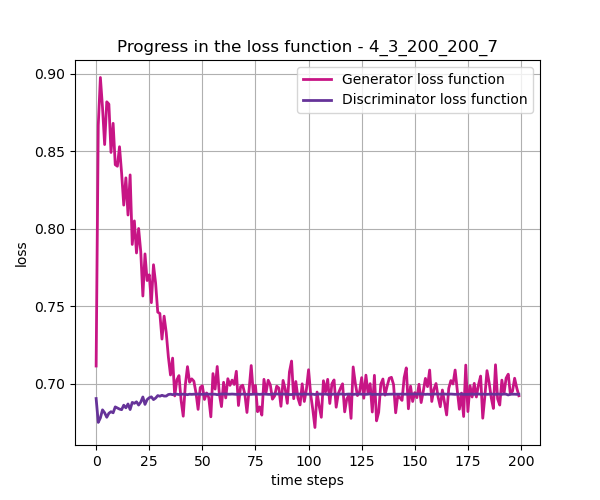 Progress in the loss function - 4_3_200_200_7
Generator loss function
Discriminator loss function
0.90
0.85
0.80
0.75
0.70
loss
0 25 50 75 100 125 150 175 200
time steps